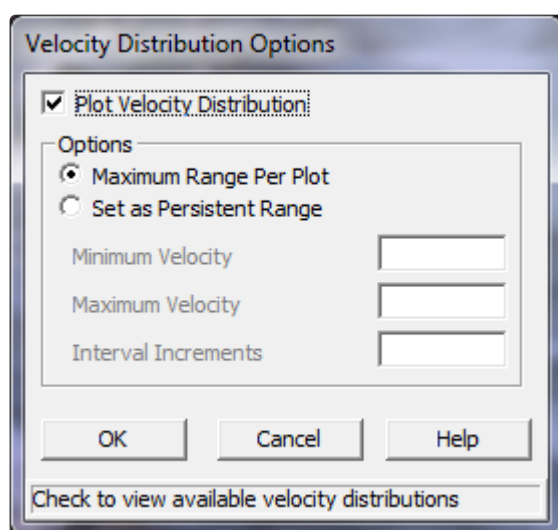 Velocity Distribution Options
Plot Velocity Distribution
Options
Maximum Range Per Plot
Set as Persistent Range
Minimum Velocity
Maximum Velocity
Interval Increments
OK Cancel Help
Check to view available velocity distributions